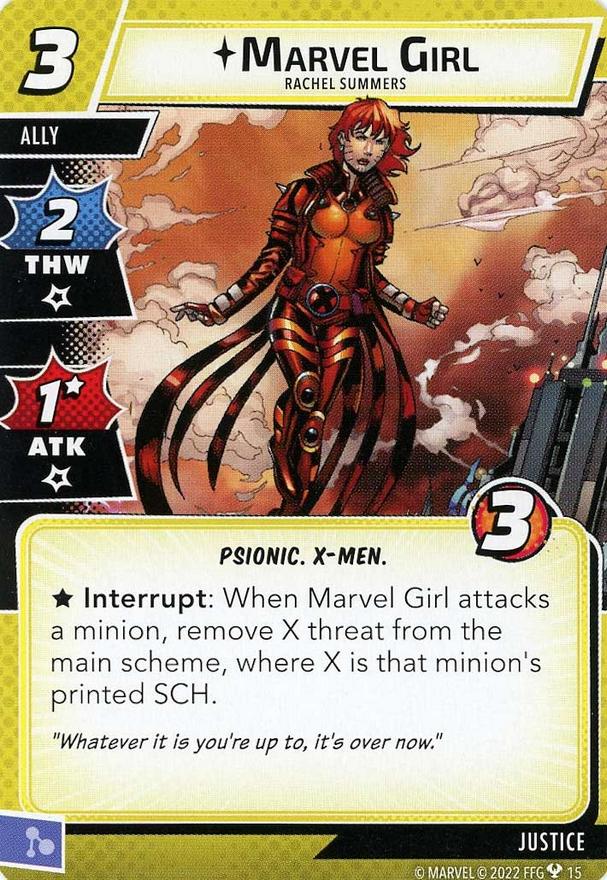 3
MARVEL GIRL
RACHEL SUMMERS
ALLY
2
THW
1
ATK
3
PSIONIC. X-MEN.
★ Interrupt: When Marvel Girl attacks
a minion, remove X threat from the
main scheme, where X is that minion's
printed SCH.
"Whatever it is you're up to, it's over now."
JUSTICE
© MARVEL © 2022 FFG 15